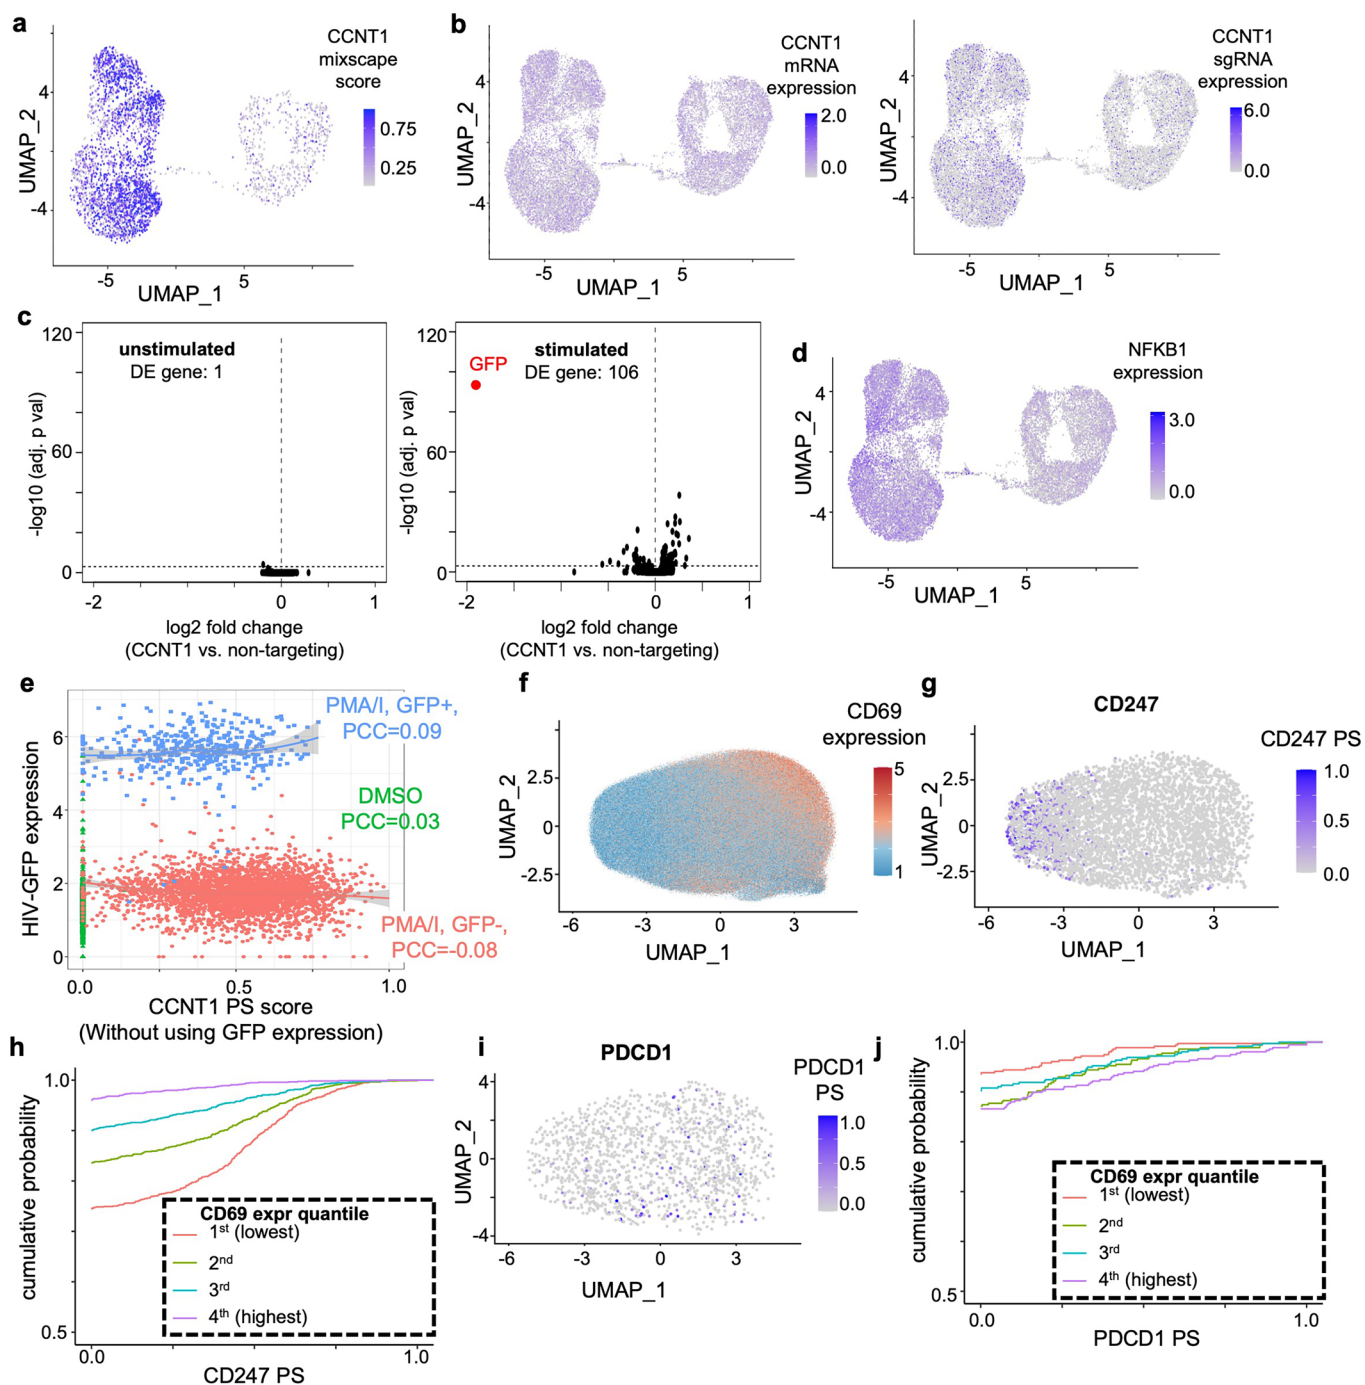 a
CCNT1
mixscape
score
0.75
0.25
4
-4
UMAP_2
-5
5
UMAP_1
b
CCNT1
mRNA
expression
2.0
0.0
4
-4
UMAP_2
-5
5
UMAP_1
CCNT1
sgRNA
expression
6.0
0.0
4
-4
UMAP_2
-5
5
UMAP_1
c
unstimulated
DE gene: 1
120
60
0
-log10 (adj. p val)
-2
0
1
log2 fold change
(CCNT1 vs. non-targeting)
stimulated
DE gene: 106
GFP
120
60
0
-log10 (adj. p val)
-2
0
1
log2 fold change
(CCNT1 vs. non-targeting)
d
NFKB1
expression
3.0
0.0
4
-4
UMAP_2
-5
5
UMAP_1
e
PMA/I, GFP+,
PCC=0.09
DMSO
PCC=0.03
PMA/I, GFP-,
PCC=-0.08
6
4
2
0
HIV-GFP expression
0.0
0.5
1.0
CCNT1 PS score
(Without using GFP expression)
f
CD69
expression
5
1
2.5
0
-2.5
UMAP_2
-6
-3
0
3
UMAP_1
g
CD247
CD247 PS
1.0
0.5
0.0
2.5
0
-2.5
UMAP_2
-6
-3
0
3
UMAP_1
h
1.0
0.5
cumulative probability
CD69 expr quantile
1st (lowest)
2nd
3rd
4th (highest)
0.0
1.0
CD247 PS
i
PDCD1
PDCD1
PS
1.0
0.5
0.0
4
2
0
-2
-4
UMAP_2
-6
-3
0
3
UMAP_1
j
1.0
0.5
cumulative probability
CD69 expr quantile
1st (lowest)
2nd
3rd
4th (highest)
0.0
1.0
PDCD1 PS